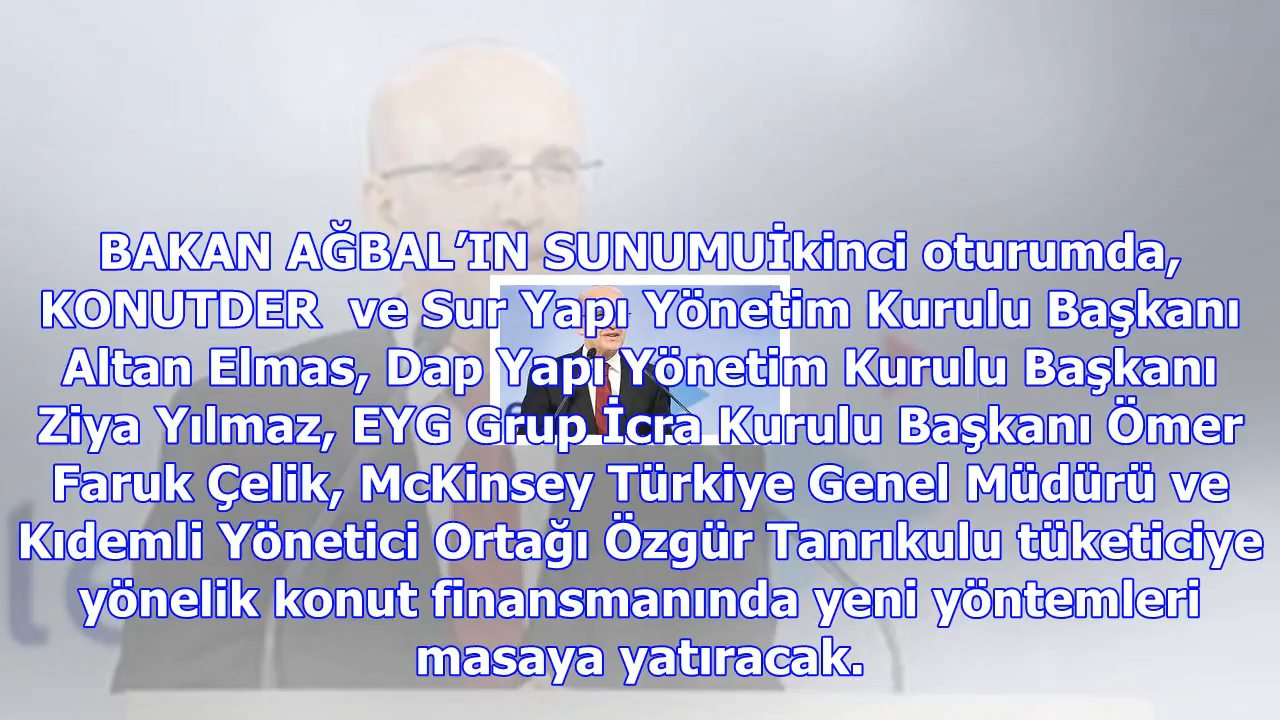 BAKAN AĞBAL’IN SUNUMUİkinci oturumda,
KONUTDER ve Sur Yapı Yönetim Kurulu Başkanı
Altan Elmas, Dap Yapı Yönetim Kurulu Başkanı
Ziya Yılmaz, EYG Grup İcra Kurulu Başkanı Ömer
Faruk Çelik, McKinsey Türkiye Genel Müdürü ve
Kıdemli Yönetici Ortağı Özgür Tanrıkulu tüketiciye
yönelik konut finansmanında yeni yöntemleri
masaya yatıracak.